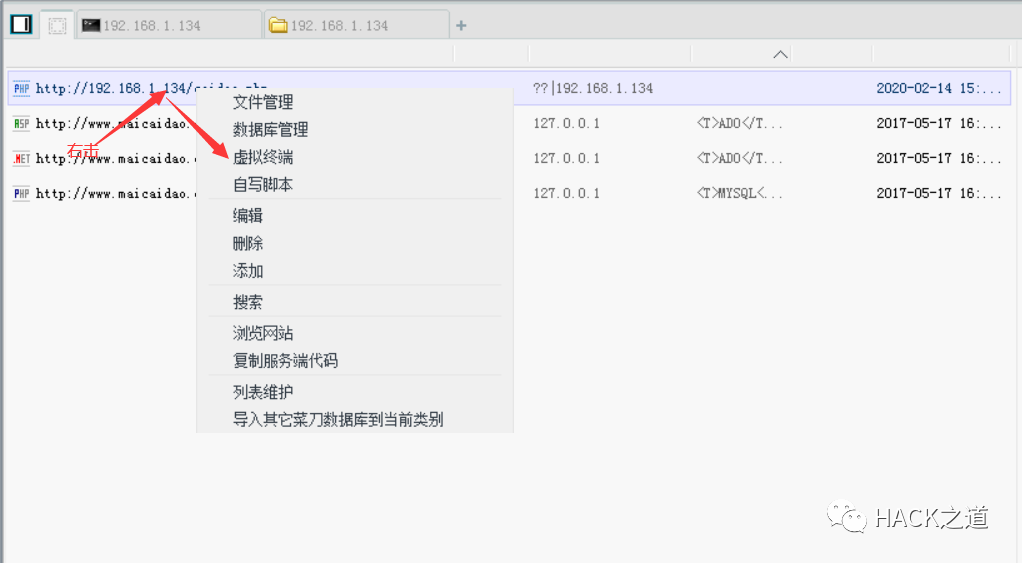 192.168.1.134
192.168.1.134
+
PHP http://192.168.1.134/caidao.php ??|192.168.1.134 2020-02-14 15:...
ASP http://www.maicaidao. 127.0.0.1 <T>ADO</T... 2017-05-17 16:...
.NET http://www.maicaidao. 127.0.0.1 <T>ADO</T... 2017-05-17 16:...
PHP http://www.maicaidao. 127.0.0.1 <T>MYSQL<... 2017-05-17 16:...
右击
文件管理
数据库管理
虚拟终端
自写脚本
编辑
删除
添加
搜索
浏览网站
复制服务端代码
列表维护
导入其它菜刀数据库到当前类别
HACK之道